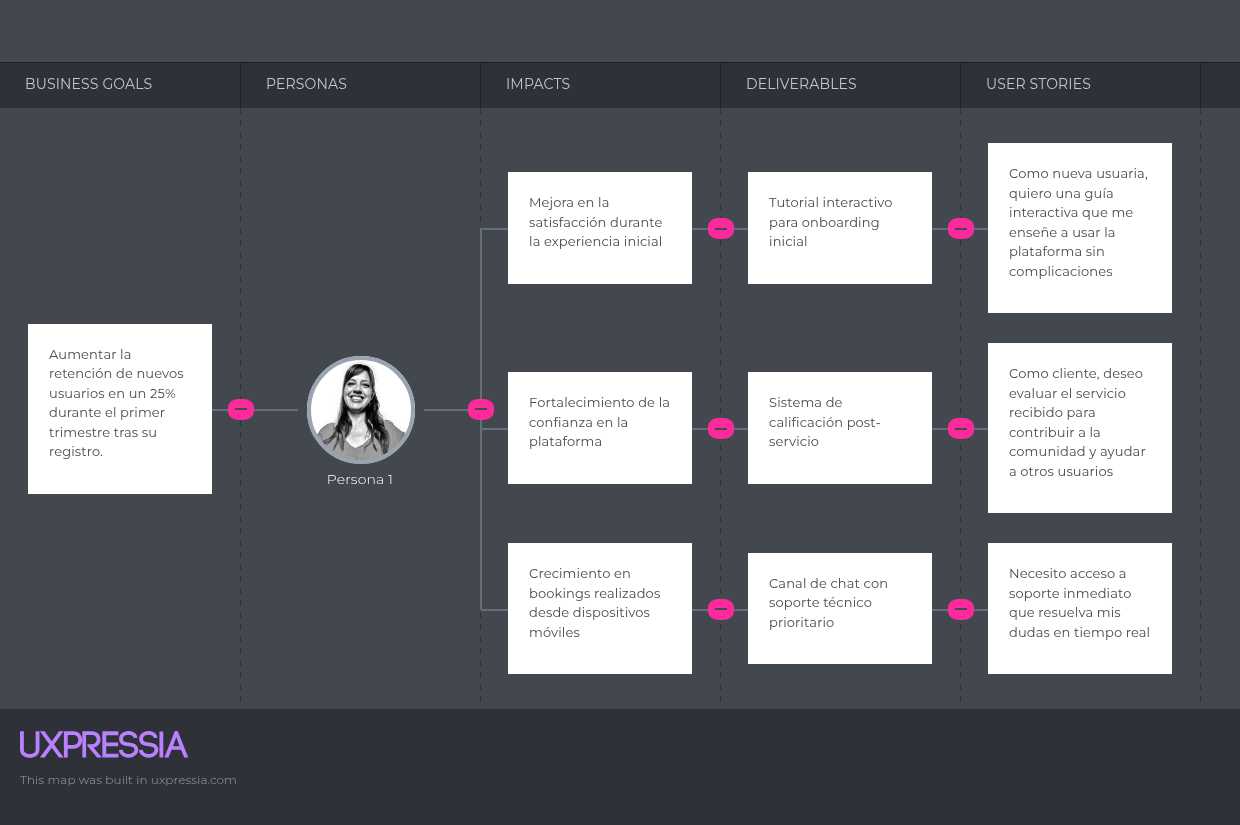 BUSINESS GOALS
PERSONAS
IMPACTS
DELIVERABLES
USER STORIES
Aumentar la
retención de nuevos
usuarios en un 25%
durante el primer
trimestre tras su
registro.
Persona 1
Mejora en la
satisfacción durante
la experiencia inicial
Tutorial interactivo
para onboarding
inicial
Como nueva usuaria,
quiero una guía
interactiva que me
enseñe a usar la
plataforma sin
complicaciones
Fortalecimiento de la
confianza en la
plataforma
Sistema de
calificación post-
servicio
Como cliente, deseo
evaluar el servicio
recibido para
contribuir a la
comunidad y ayudar
a otros usuarios
Crecimiento en
bookings realizados
desde dispositivos
móviles
Canal de chat con
soporte técnico
prioritario
Necesito acceso a
soporte inmediato
que resuelva mis
dudas en tiempo real
UXPRESSIA
This map was built in uxpressia.com